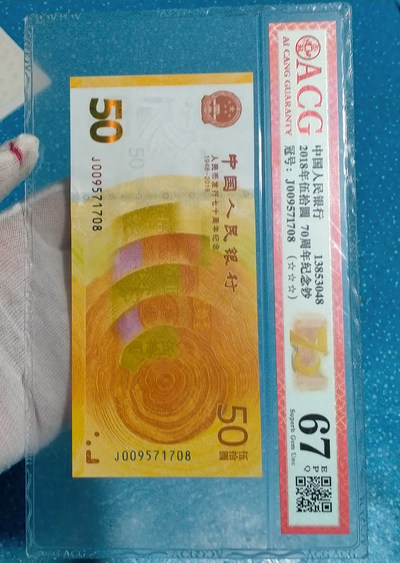 ACG
AI CANG GUARANTY
中国人民银行 13853048
2018年伍拾圆 70周年纪念钞
冠号: J009571708 (☆☆☆)
70
67
EPQ
Superb Gem Unc
50
J009571708
中国人民银行
人民币发行七十周年纪念
1948-2018
50
伍拾圆
J009571708